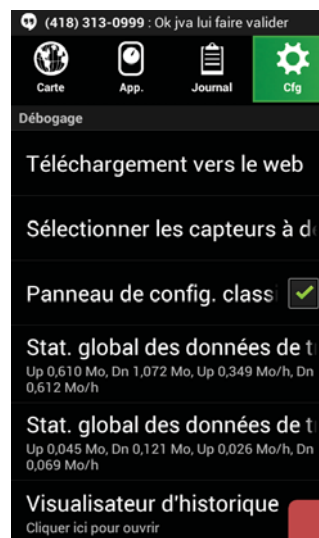 (418) 313-0999 : Ok jva lui faire valider
Carte App. Journal Cfg
Débogage
Téléchargement vers le web
Sélectionner les capteurs à d
Panneau de config. classi
Stat. global des données de t
Up 0,610 Mo, Dn 1,072 Mo, Up 0,349 Mo/h, Dn
0,612 Mo/h
Stat. global des données de t
Up 0,045 Mo, Dn 0,121 Mo, Up 0,026 Mo/h, Dn
0,069 Mo/h
Visualisateur d'historique
Cliquer ici pour ouvrir